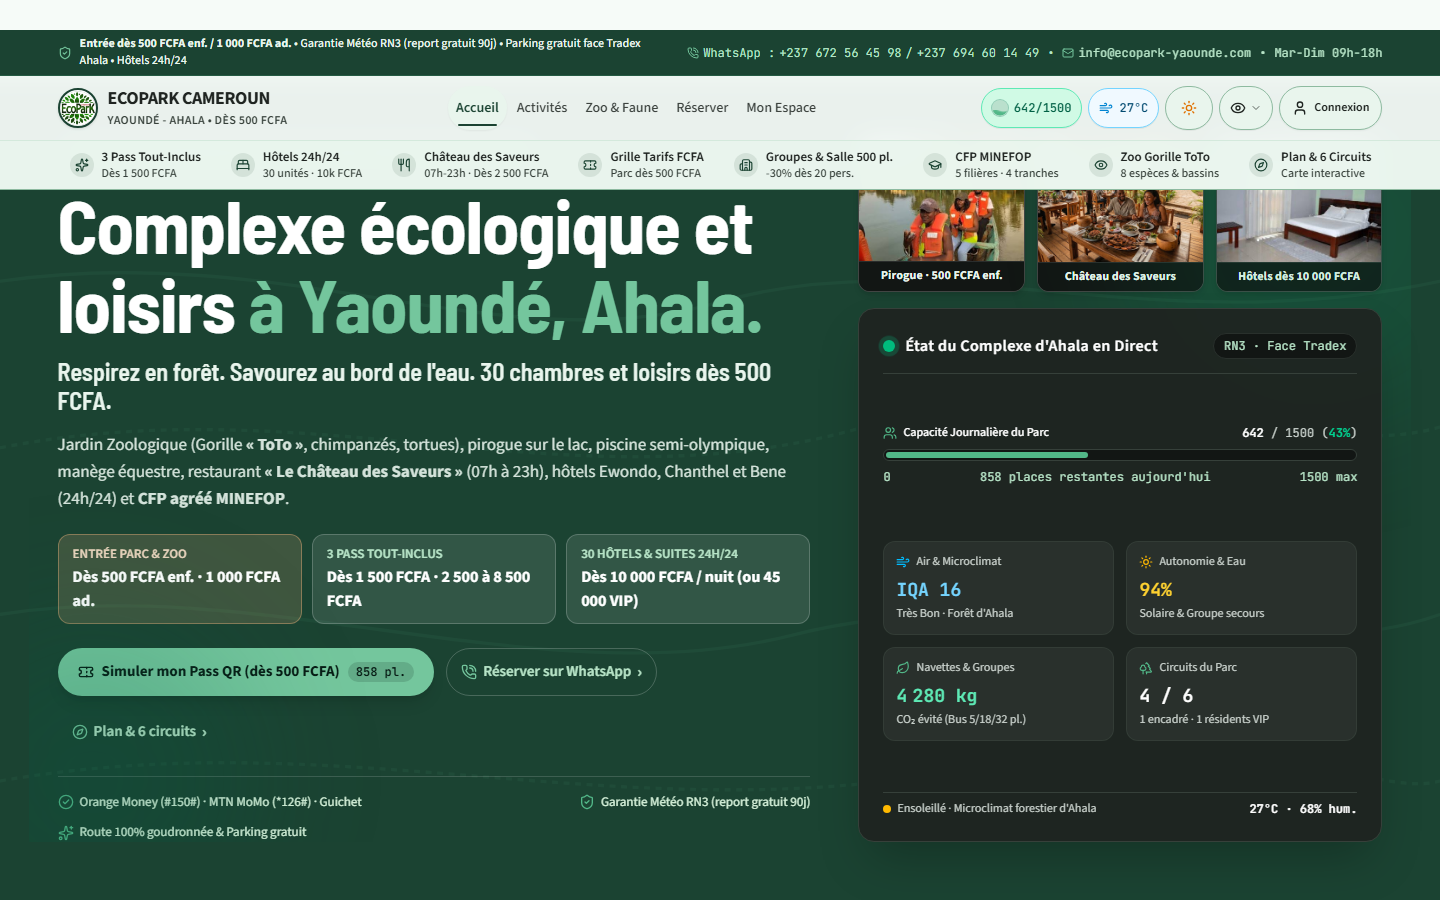 Entrée dès 500 FCFA enf. / 1 000 FCFA ad. • Garantie Météo RN3 (report gratuit 90j) • Parking gratuit face Tradex
Ahala • Hôtels 24h/24
WhatsApp : +237 672 56 45 98 / +237 694 60 14 49 • info@ecopark-yaounde.com • Mar-Dim 09h-18h
EcoPark
ECOPARK CAMEROUN
YAOUNDÉ - AHALA • DÈS 500 FCFA
Accueil
Activités
Zoo & Faune
Réserver
Mon Espace
642/1500
27°C
Connexion
3 Pass Tout-Inclus
Dès 1 500 FCFA
Hôtels 24h/24
30 unités · 10k FCFA
Château des Saveurs
07h-23h · Dès 2 500 FCFA
Grille Tarifs FCFA
Parc dès 500 FCFA
Groupes & Salle 500 pl.
-30% dès 20 pers.
CFP MINEFOP
5 filières · 4 tranches
Zoo Gorille ToTo
8 espèces & bassins
Plan & 6 Circuits
Carte interactive
Complexe écologique et
loisirs à Yaoundé, Ahala.
Respirez en forêt. Savourez au bord de l'eau. 30 chambres et loisirs dès 500
FCFA.
Jardin Zoologique (Gorille « ToTo », chimpanzés, tortues), pirogue sur le lac, piscine semi-olympique,
manège équestre, restaurant « Le Château des Saveurs » (07h à 23h), hôtels Ewondo, Chanthel et Bene
(24h/24) et CFP agréé MINEFOP.
ENTRÉE PARC & ZOO
Dès 500 FCFA enf. · 1 000 FCFA
ad.
3 PASS TOUT-INCLUS
Dès 1 500 FCFA · 2 500 à 8 500
FCFA
30 HÔTELS & SUITES 24H/24
Dès 10 000 FCFA / nuit (ou 45
000 VIP)
Simuler mon Pass QR (dès 500 FCFA) 858 pl.
Réserver sur WhatsApp ›
Plan & 6 circuits ›
Orange Money (#150#) · MTN MoMo (*126#) · Guichet
Garantie Météo RN3 (report gratuit 90j)
Route 100% goudronnée & Parking gratuit
Pirogue · 500 FCFA enf.
Château des Saveurs
Hôtels dès 10 000 FCFA
État du Complexe d'Ahala en Direct
RN3 · Face Tradex
Capacité Journalière du Parc
642 / 1500 (43%)
0
858 places restantes aujourd'hui
1500 max
Air & Microclimat
IQA 16
Très Bon · Forêt d'Ahala
Autonomie & Eau
94%
Solaire & Groupe secours
Navettes & Groupes
4 280 kg
CO₂ évité (Bus 5/18/32 pl.)
Circuits du Parc
4 / 6
1 encadré · 1 résidents VIP
Ensoleillé · Microclimat forestier d'Ahala
27°C · 68% hum.